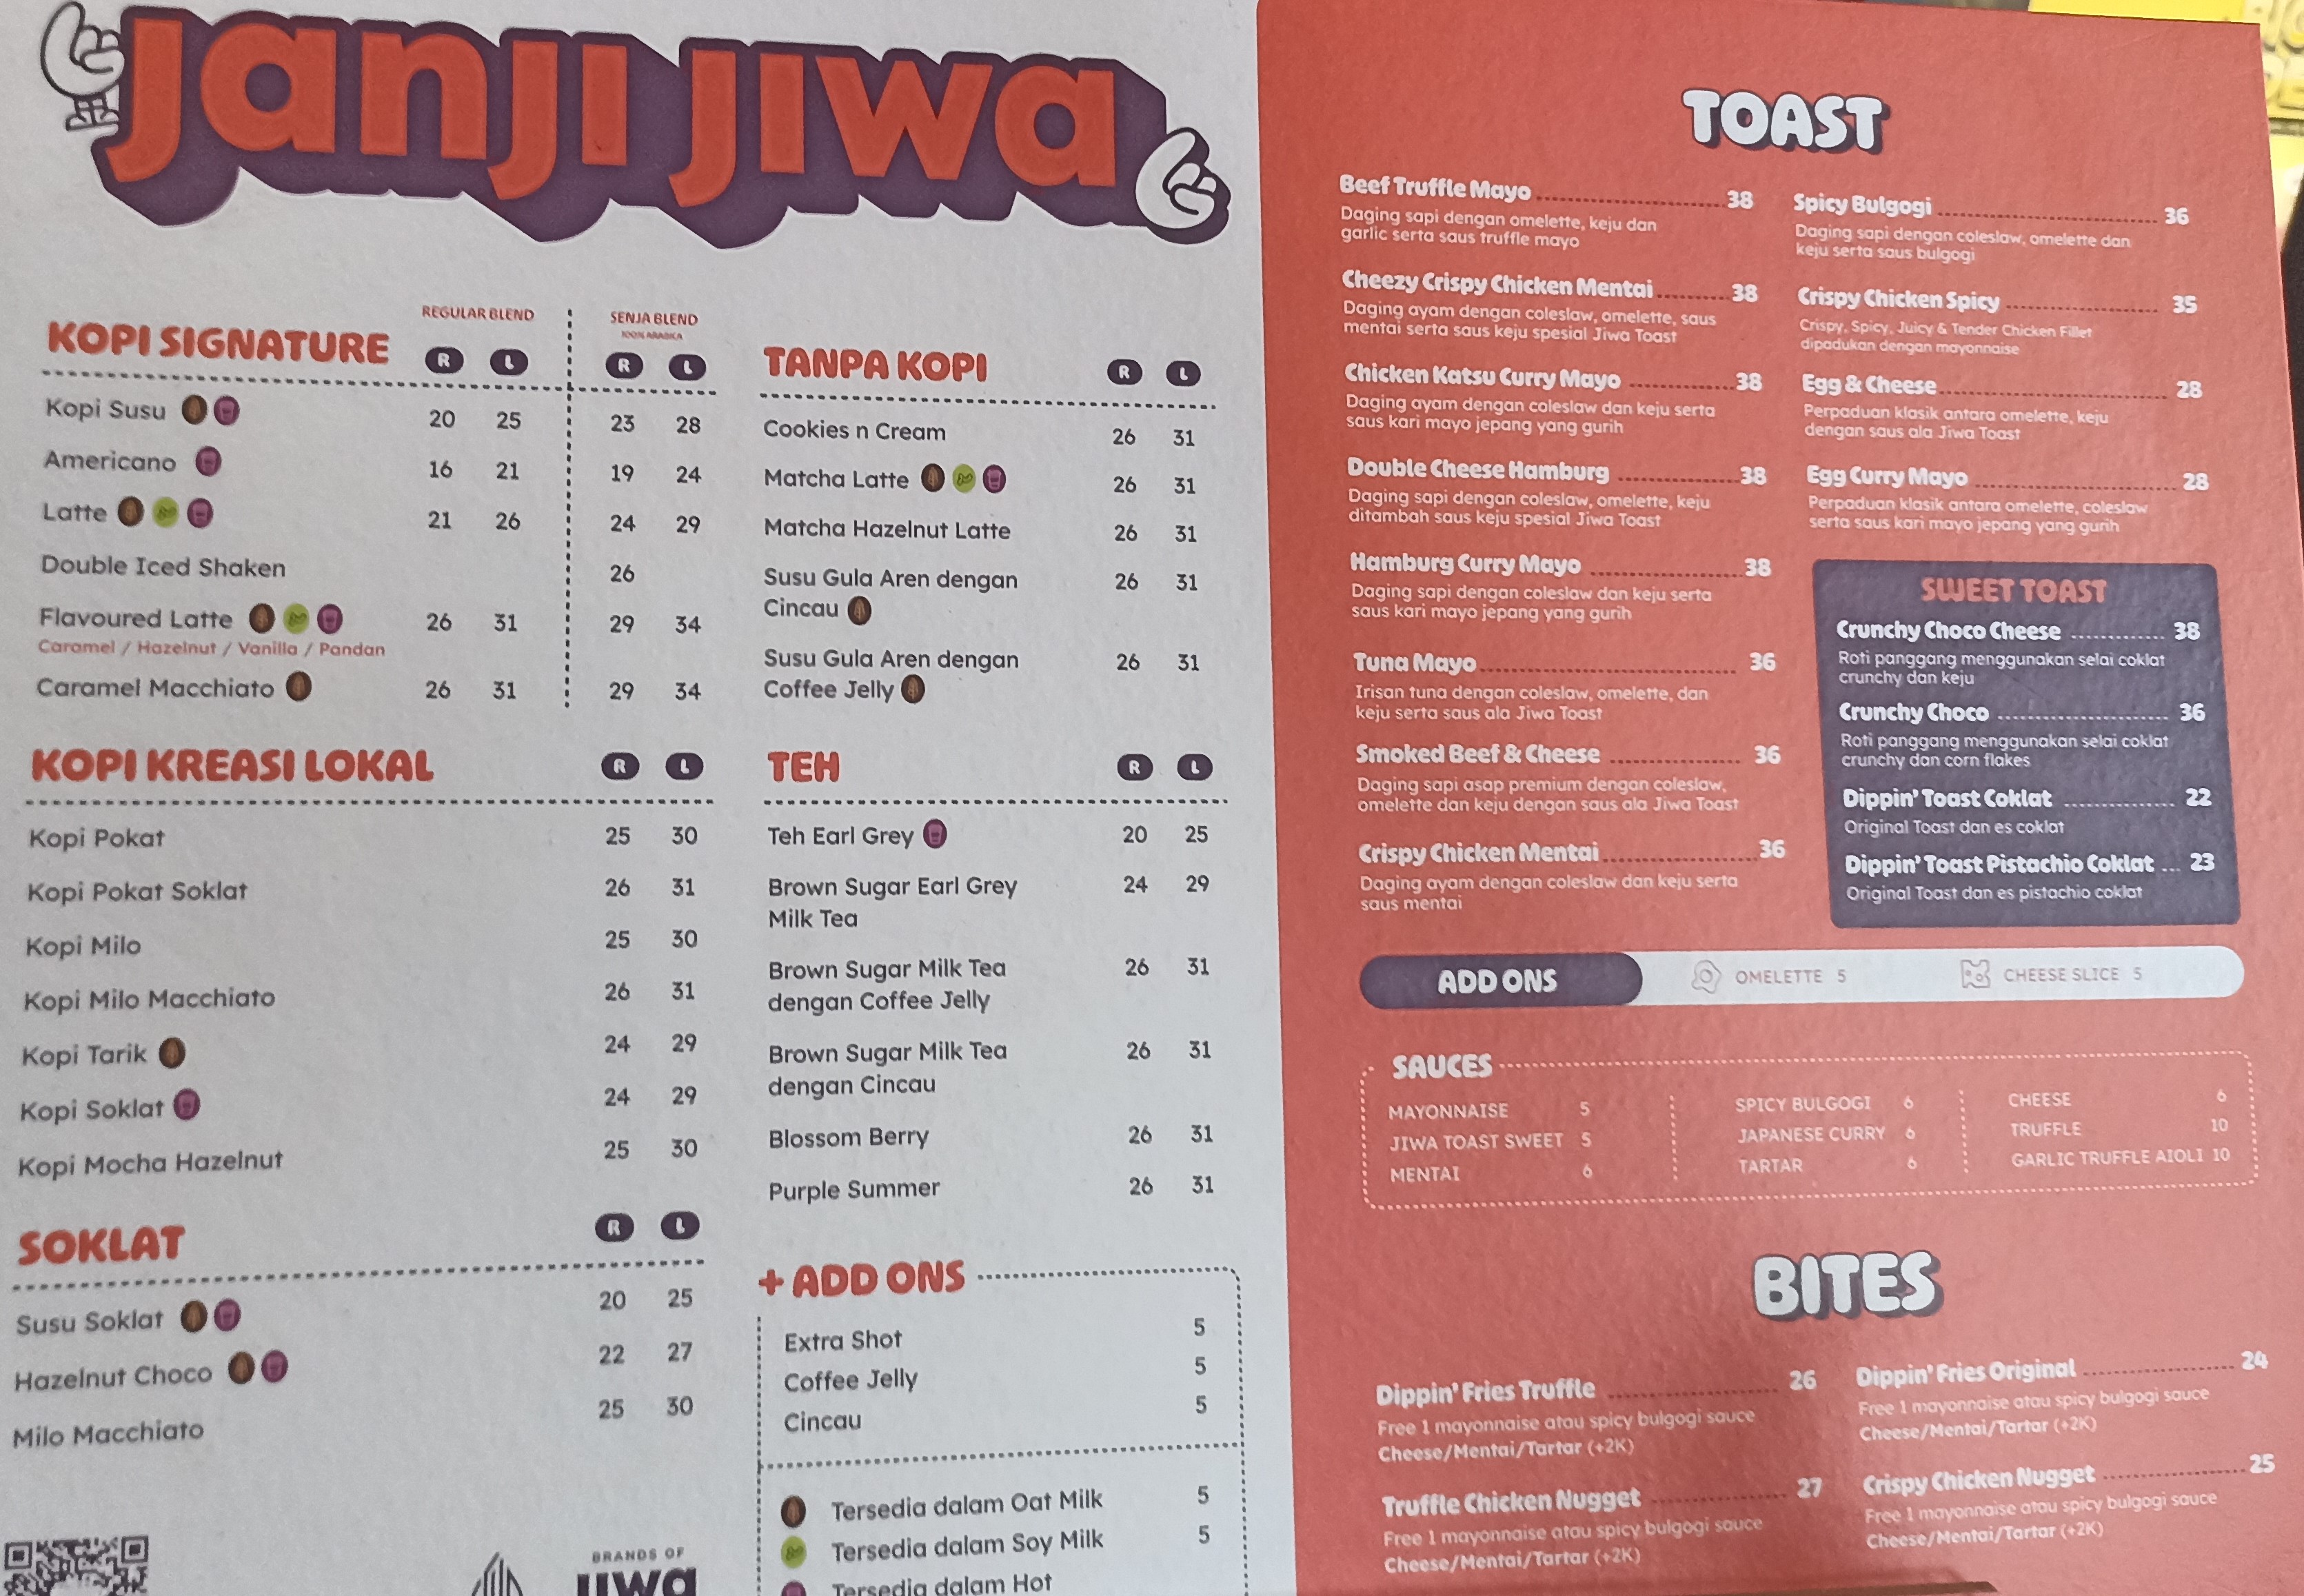 Janji Jiwa
REGULAR BLEND
SENJA BLEND
100% ARABICA
KOPI SIGNATURE R L R L
Kopi Susu 20 25 23 28
Americano 16 21 19 24
Latte 21 26 24 29
Double Iced Shaken 26
Flavoured Latte 26 31 29 34
Caramel / Hazelnut / Vanilla / Pandan
Caramel Macchiato 26 31 29 34
KOPI KREASI LOKAL R L
Kopi Pokat 25 30
Kopi Pokat Soklat 26 31
Kopi Milo 25 30
Kopi Milo Macchiato 26 31
Kopi Tarik 24 29
Kopi Soklat 24 29
Kopi Mocha Hazelnut 25 30
SOKLAT R L
Susu Soklat 20 25
Hazelnut Choco 22 27
Milo Macchiato 25 30
BRANDS OF
JIWA
TANPA KOPI R L
Cookies n Cream 26 31
Matcha Latte 26 31
Matcha Hazelnut Latte 26 31
Susu Gula Aren dengan 26 31
Cincau
Susu Gula Aren dengan 26 31
Coffee Jelly
TEH R L
Teh Earl Grey 20 25
Brown Sugar Earl Grey 24 29
Milk Tea
Brown Sugar Milk Tea 26 31
dengan Coffee Jelly
Brown Sugar Milk Tea 26 31
dengan Cincau
Blossom Berry 26 31
Purple Summer 26 31
+ ADD ONS
Extra Shot 5
Coffee Jelly 5
Cincau 5
Tersedia dalam Oat Milk 5
Tersedia dalam Soy Milk 5
Tersedia dalam Hot
TOAST
Beef Truffle Mayo 38
Daging sapi dengan omelette, keju dan
garlic serta saus truffle mayo
Cheezy Crispy Chicken Mentai 38
Daging ayam dengan coleslaw, omelette, saus
mentai serta saus keju spesial Jiwa Toast
Chicken Katsu Curry Mayo 38
Daging ayam dengan coleslaw dan keju serta
saus kari mayo jepang yang gurih
Double Cheese Hamburg 38
Daging sapi dengan coleslaw, omelette, keju
ditambah saus keju spesial Jiwa Toast
Hamburg Curry Mayo 38
Daging sapi dengan coleslaw dan keju serta
saus kari mayo jepang yang gurih
Tuna Mayo 36
Irisan tuna dengan coleslaw, omelette, dan
keju serta saus ala Jiwa Toast
Smoked Beef & Cheese 36
Daging sapi asap premium dengan coleslaw,
omelette dan keju dengan saus ala Jiwa Toast
Crispy Chicken Mentai 36
Daging ayam dengan coleslaw dan keju serta
saus mentai
Spicy Bulgogi 36
Daging sapi dengan coleslaw, omelette dan
keju serta saus bulgogi
Crispy Chicken Spicy 35
Crispy, Spicy, Juicy & Tender Chicken Fillet
dipadukan dengan mayonnaise
Egg & Cheese 28
Perpaduan klasik antara omelette, keju
dengan saus ala Jiwa Toast
Egg Curry Mayo 28
Perpaduan klasik antara omelette, coleslaw
serta saus kari mayo jepang yang gurih
SWEET TOAST
Crunchy Choco Cheese 38
Roti panggang menggunakan selai coklat
crunchy dan keju
Crunchy Choco 36
Roti panggang menggunakan selai coklat
crunchy dan corn flakes
Dippin' Toast Coklat 22
Original Toast dan es coklat
Dippin' Toast Pistachio Coklat 23
Original Toast dan es pistachio coklat
ADD ONS OMELETTE 5 CHEESE SLICE 5
SAUCES
MAYONNAISE 5
JIWA TOAST SWEET 5
MENTAI 6
SPICY BULGOGI 6
JAPANESE CURRY 6
TARTAR 6
CHEESE 6
TRUFFLE 10
GARLIC TRUFFLE AIOLI 10
BITES
Dippin' Fries Truffle 26
Free 1 mayonnaise atau spicy bulgogi sauce
Cheese/Mentai/Tartar (+2K)
Truffle Chicken Nugget 27
Free 1 mayonnaise atau spicy bulgogi sauce
Cheese/Mentai/Tartar (+2K)
Dippin' Fries Original 24
Free 1 mayonnaise atau spicy bulgogi sauce
Cheese/Mentai/Tartar (+2K)
Crispy Chicken Nugget 25
Free 1 mayonnaise atau spicy bulgogi sauce
Cheese/Mentai/Tartar (+2K)